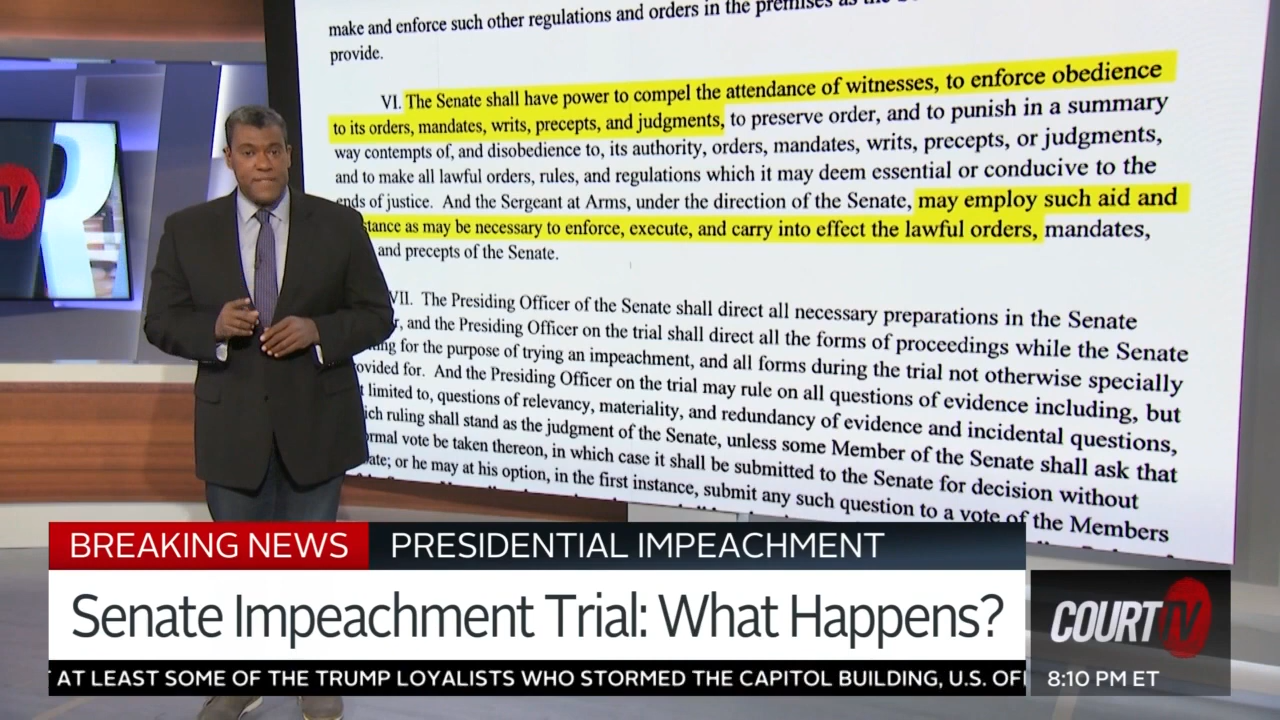 make and enforce such other regulations and orders in the premises as the
provide.
VI. The Senate shall have power to compel the attendance of witnesses, to enforce obedience
to its orders, mandates, writs, precepts, and judgments, to preserve order, and to punish in a summary
way contempts of, and disobedience to, its authority, orders, mandates, writs, precepts, or judgments,
and to make all lawful orders, rules, and regulations which it may deem essential or conducive to the
ends of justice. And the Sergeant at Arms, under the direction of the Senate, may employ such aid and
stance as may be necessary to enforce, execute, and carry into effect the lawful orders, mandates,
and precepts of the Senate.
VII. The Presiding Officer of the Senate shall direct all necessary preparations in the Senate
r, and the Presiding Officer on the trial shall direct all the forms of proceedings while the Senate
ing for the purpose of trying an impeachment, and all forms during the trial not otherwise specially
ovided for. And the Presiding Officer on the trial may rule on all questions of evidence including, but
t limited to, questions of relevancy, materiality, and redundancy of evidence and incidental questions,
ich ruling shall stand as the judgment of the Senate, unless some Member of the Senate shall ask that
ormal vote be taken thereon, in which case it shall be submitted to the Senate for decision without
ate; or he may at his option, in the first instance, submit any such question to a vote of the Members
TV
R
BREAKING NEWS PRESIDENTIAL IMPEACHMENT
Senate Impeachment Trial: What Happens?
COURT TV
AT LEAST SOME OF THE TRUMP LOYALISTS WHO STORMED THE CAPITOL BUILDING, U.S. OFI
8:10 PM ET